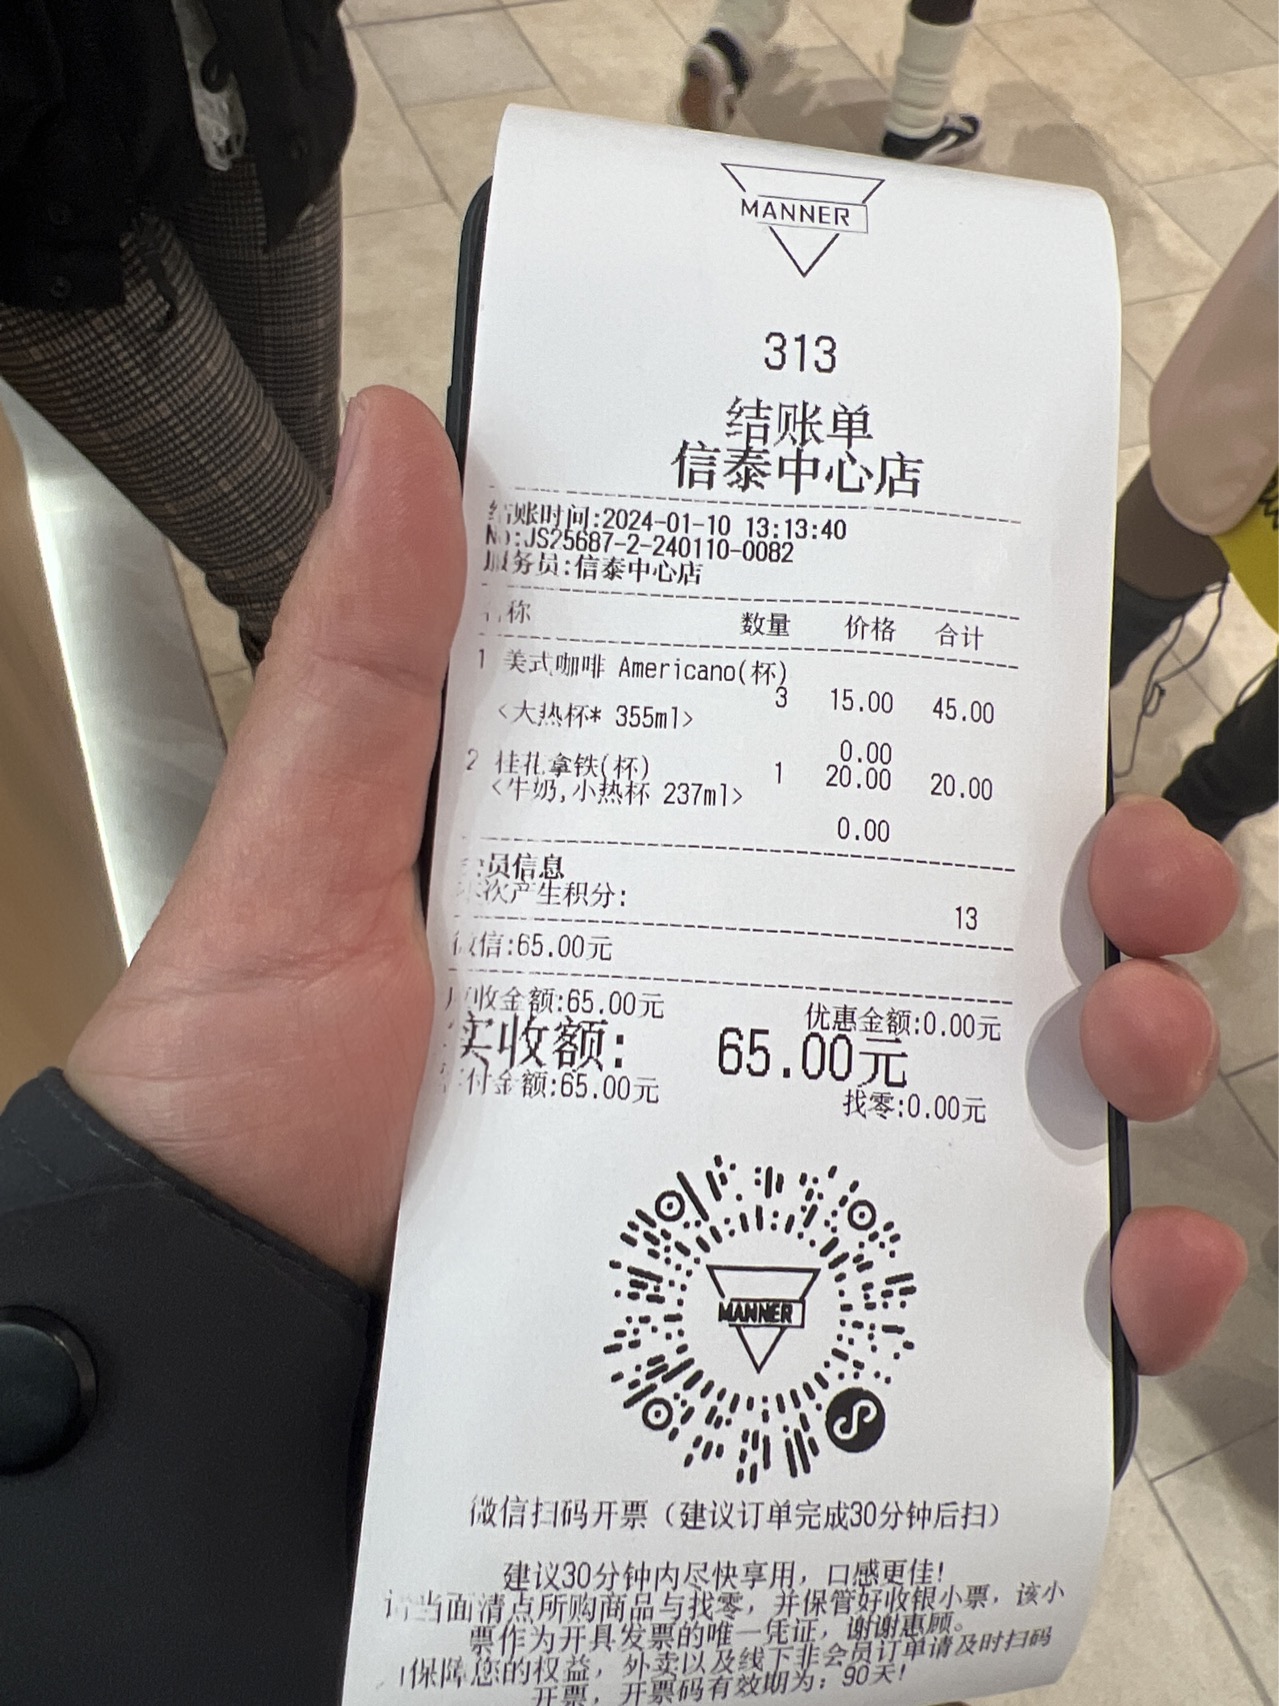 MANNER
313
结账单
信泰中心店
结账时间:2024-01-10 13:13:40
No:JS25687-2-240110-0082
服务员:信泰中心店
称 数量 价格 合计
1 美式咖啡 Americano(杯)
3 15.00 45.00
<大热杯* 355ml>
0.00
2 桂花拿铁(杯) 1 20.00 20.00
<牛奶,小热杯 237ml>
0.00
会员信息
本次产生积分: 13
微信:65.00元
应收金额:65.00元 优惠金额:0.00元
实收额: 65.00元
付金额:65.00元 找零:0.00元
MANNER
微信扫码开票（建议订单完成30分钟后扫）
建议30分钟内尽快享用，口感更佳!
请当面清点所购商品与找零，并保管好收银小票，该小
票作为开具发票的唯一凭证，谢谢惠顾。
保障您的权益，外卖以及线下非会员订单请及时扫码
开票，开票码有效期为：90天!